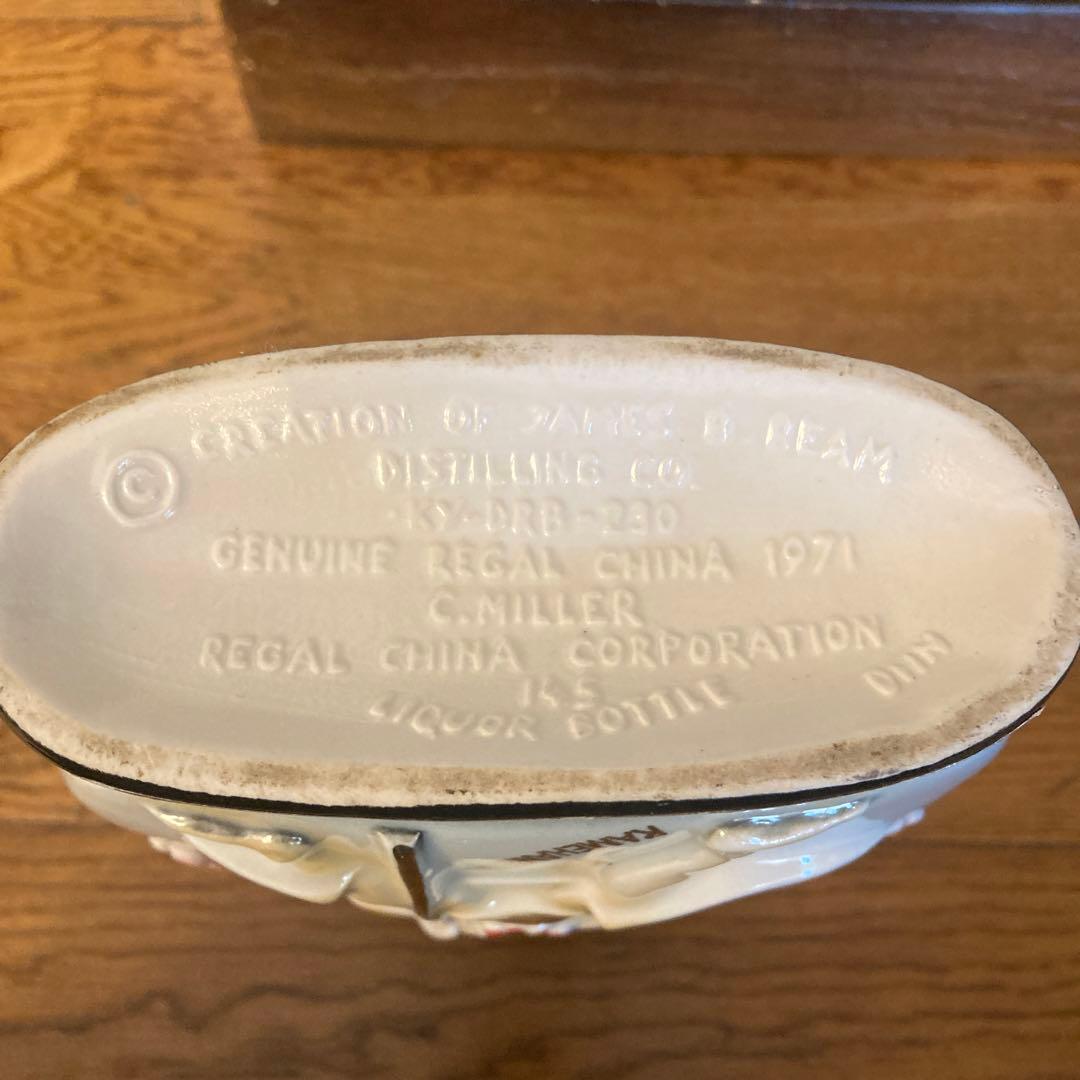 © CREATION OF JAMES B. BEAM
DISTILLING CO.
KY-DRB-230
GENUINE REGAL CHINA 1971
C. MILLER
REGAL CHINA CORPORATION
145
LIQUOR BOTTLE